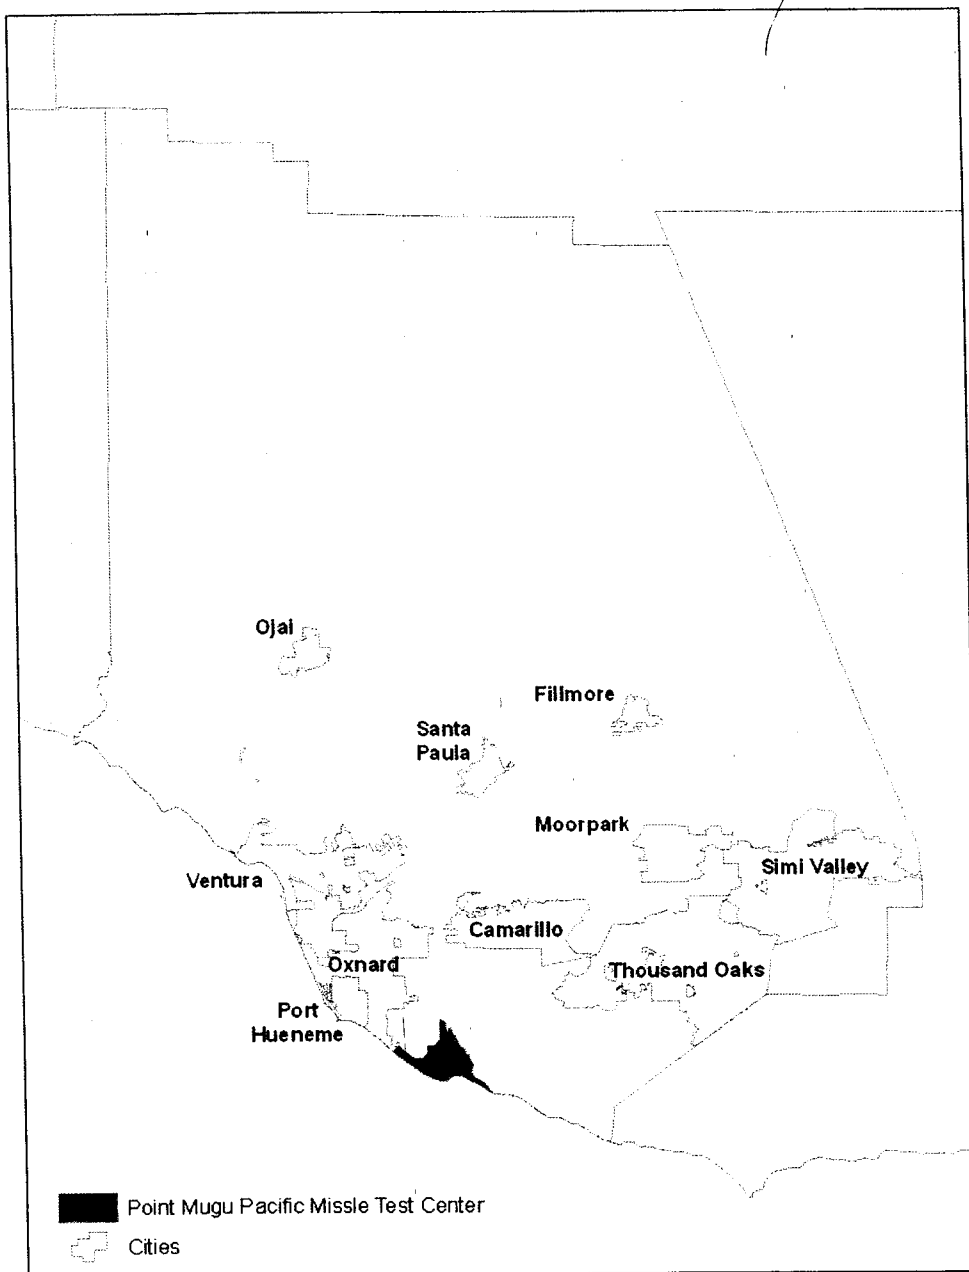 Ojai
Fillmore
Santa
Paula
Moorpark
Simi Valley
Ventura
Camarillo
Oxnard
Thousand Oaks
Port
Hueneme
Point Mugu Pacific Missle Test Center
Cities